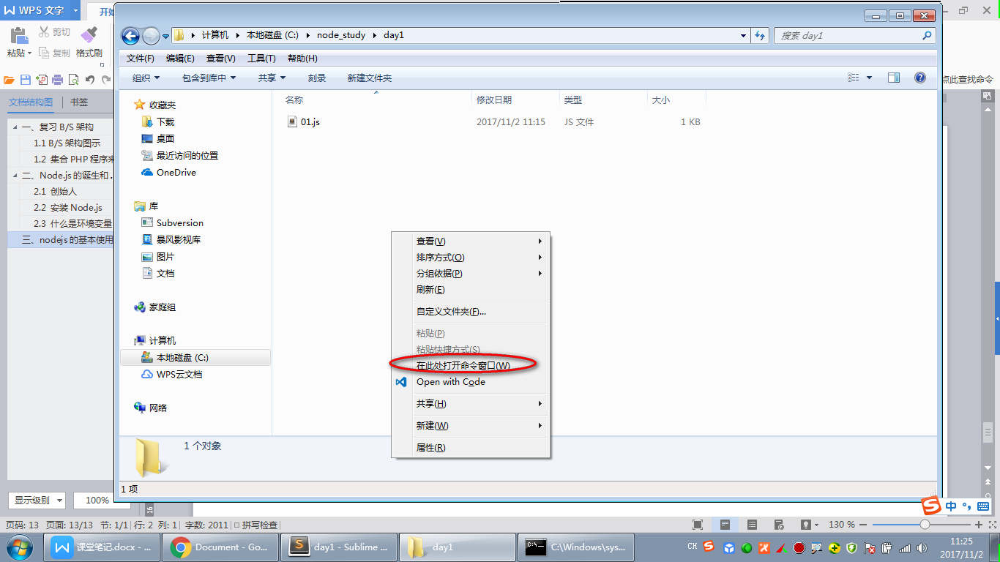 WPS 文字
开始
剪切
粘贴
复制
格式刷
文档结构图
书签
一、复习 B/S 架构
1.1 B/S 架构图示
1.2 集合 PHP 程序来
二、Node.js 的诞生和 .
2.1 创始人
2.2 安装 Node.js
2.3 什么是环境变量
三、nodejs 的基本使用
显示级别
100%
计算机
本地磁盘 (C:)
node_study
day1
搜索 day1
文件(F)
编辑(E)
查看(V)
工具(T)
帮助(H)
组织
包含到库中
共享
刻录
新建文件夹
点此查找命令
收藏夹
下载
桌面
最近访问的位置
OneDrive
库
Subversion
暴风影视库
图片
文档
家庭组
计算机
本地磁盘 (C:)
WPS云文档
网络
名称
修改日期
类型
大小
01.js
2017/11/2 11:15
JS 文件
1 KB
查看(V)
排序方式(O)
分组依据(P)
刷新(E)
自定义文件夹(F)...
粘贴(P)
粘贴快捷方式(S)
在此处打开命令窗口(W)
Open with Code
共享(H)
新建(W)
属性(R)
1 个对象
1 项
16
中
页码: 13
页面: 13/13
节: 1/1
行: 2
列: 1
字数: 2011
拼写检查
130 %
课堂笔记.docx - ...
Document - Go...
day1 - Sublime ...
day1
C:\Windows\sys...
CH
11:25
2017/11/2